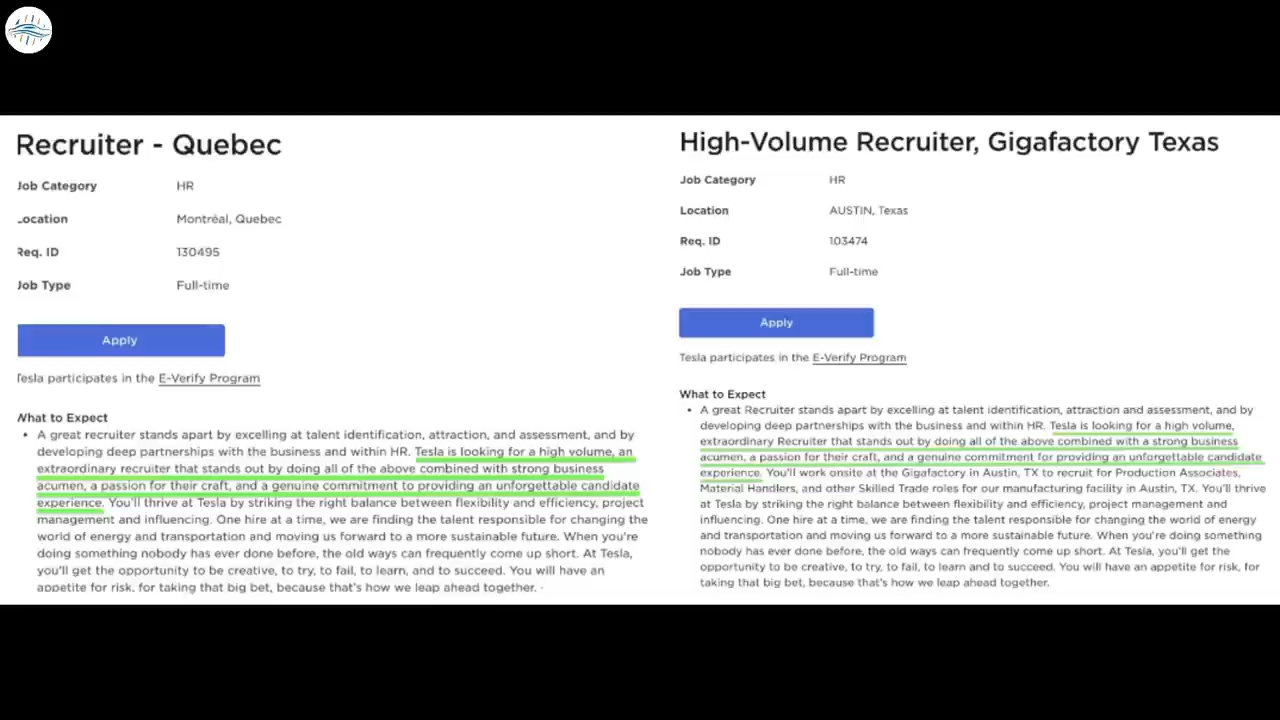 Recruiter - Quebec
Job Category HR
Location Montréal, Quebec
Req. ID 130495
Job Type Full-time
Apply
Tesla participates in the E-Verify Program
What to Expect
• A great recruiter stands apart by excelling at talent identification, attraction, and assessment, and by
developing deep partnerships with the business and within HR. Tesla is looking for a high volume, an
extraordinary recruiter that stands out by doing all of the above combined with strong business
acumen, a passion for their craft, and a genuine commitment to providing an unforgettable candidate
experience. You'll thrive at Tesla by striking the right balance between flexibility and efficiency, project
management and influencing. One hire at a time, we are finding the talent responsible for changing the
world of energy and transportation and moving us forward to a more sustainable future. When you're
doing something nobody has ever done before, the old ways can frequently come up short. At Tesla,
you'll get the opportunity to be creative, to try, to fail, to learn, and to succeed. You will have an
appetite for risk, for taking that big bet, because that's how we leap ahead together.
High-Volume Recruiter, Gigafactory Texas
Job Category HR
Location AUSTIN, Texas
Req. ID 103474
Job Type Full-time
Apply
Tesla participates in the E-Verify Program
What to Expect
• A great Recruiter stands apart by excelling at talent identification, attraction and assessment, and by
developing deep partnerships with the business and within HR. Tesla is looking for a high volume,
extraordinary Recruiter that stands out by doing all of the above combined with a strong business
acumen, a passion for their craft, and a genuine commitment for providing an unforgettable candidate
experience. You'll work onsite at the Gigafactory in Austin, TX to recruit for Production Associates,
Material Handlers, and other Skilled Trade roles for our manufacturing facility in Austin, TX. You'll thrive
at Tesla by striking the right balance between flexibility and efficiency, project management and
influencing. One hire at a time, we are finding the talent responsible for changing the world of energy
and transportation and moving us forward to a more sustainable future. When you're doing something
nobody has ever done before, the old ways can frequently come up short. At Tesla, you'll get the
opportunity to be creative, to try, to fail, to learn and to succeed. You will have an appetite for risk, for
taking that big bet, because that's how we leap ahead together.